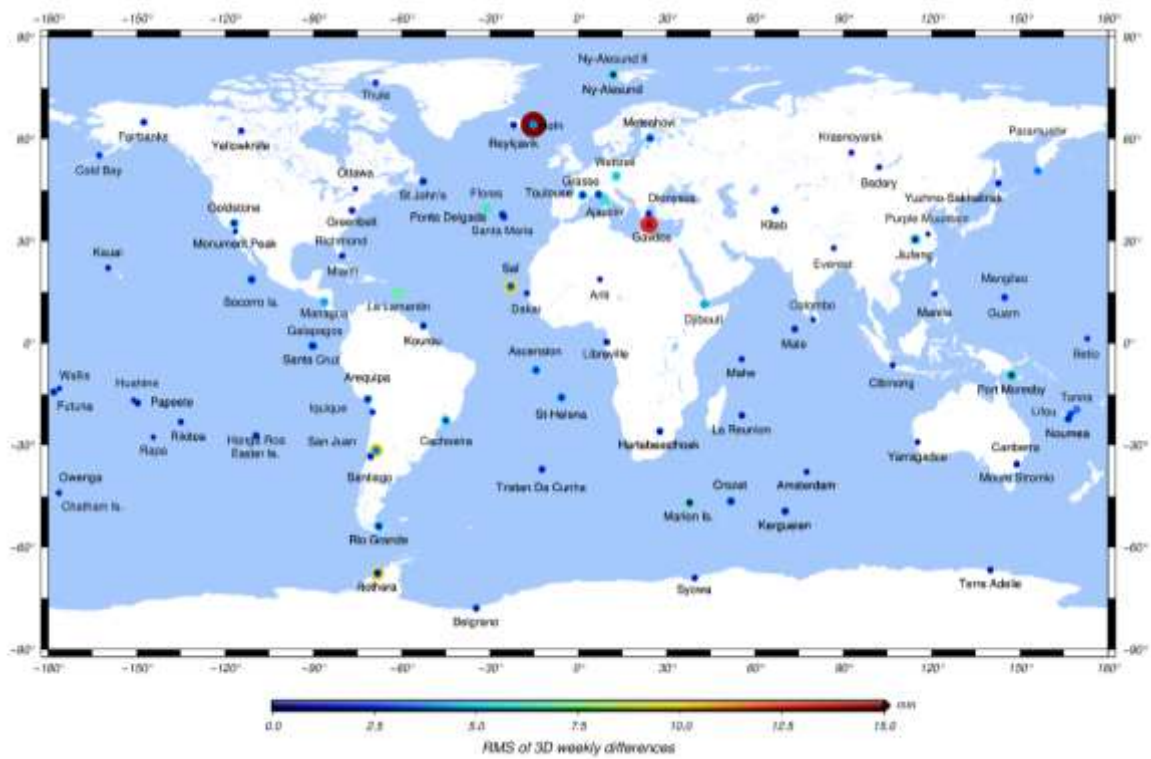 -180° -150° -120° -90° -60° -30° 0° 30° 60° 90° 120° 150° 180°
90° 90°
Ny-Alesund II
Ny-Alesund
Thule
Fairbanks
Yellowknife
Reykjavik
Metsahovi
Krasnoyarsk
Paramushir
60° 60°
Cold Bay
Ottawa
St John's
Flores
Toulouse
Grasse
Wettzell
Dionysos
Badary
Yuzhno-Sakhalinsk
Goldstone
Greenbelt
Ponta Delgada
Santa Maria
Ajaccio
Gavdos
Kitab
Purple Mountain
Monument Peak
Richmond
Jiufeng
30° 30°
Kauai
Miami
Sal
Everest
Mangilao
Socorro Is.
Le Lamentin
Dakar
Arlit
Djibouti
Colombo
Manila
Guam
Managua
Galapagos
Kourou
Ascension
Libreville
Male
Betio
0° 0°
Santa Cruz
Arequipa
Mahe
Cibinong
Port Moresby
Wallis
Futuna
Huahine
Papeete
Iquique
Cachoeira
St Helena
La Reunion
Tanna
Lifou
Noumea
Rapa
Rikitea
Hanga Roa
Easter Is.
San Juan
Hartebeesthoek
Yarragadee
Canberra
-30° -30°
Santiago
Mount Stromlo
Owenga
Chatham Is.
Tristan Da Cunha
Crozet
Amsterdam
Marion Is.
Kerguelen
Rio Grande
-60° -60°
Rothera
Belgrano
Syowa
Terre Adelie
-90° -90°
-180° -150° -120° -90° -60° -30° 0° 30° 60° 90° 120° 150° 180°
mm
0.0 2.5 5.0 7.5 10.0 12.5 15.0
RMS of 3D weekly differences